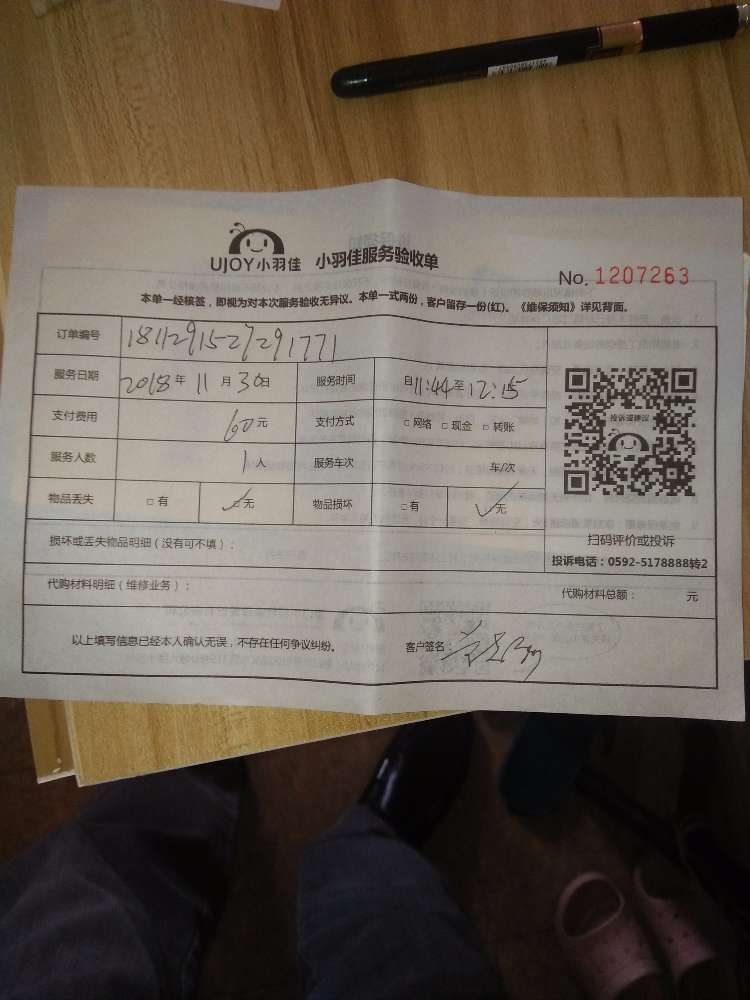 UJOY小羽佳 小羽佳服务验收单
No. 1207263
本单一经核签，即视为对本次服务验收无异议。本单一式两份，客户留存一份(红)。《维保须知》详见背面。
订单编号 1811291527291771
服务日期 2018年 11月 30日 服务时间 自11:44至12:15
支付费用 60元 支付方式 □网络 □现金 □转账
投诉或建议
服务人数 1人 服务车次 车/次
物品丢失 □有 ☑无 物品损坏 □有 ☑无
扫码评价或投诉
损坏或丢失物品明细（没有可不填）：
投诉电话：0592-5178888转2
代购材料明细（维修业务）： 代购材料总额： 元
以上填写信息已经本人确认无误，不存在任何争议纠纷。 客户签名：